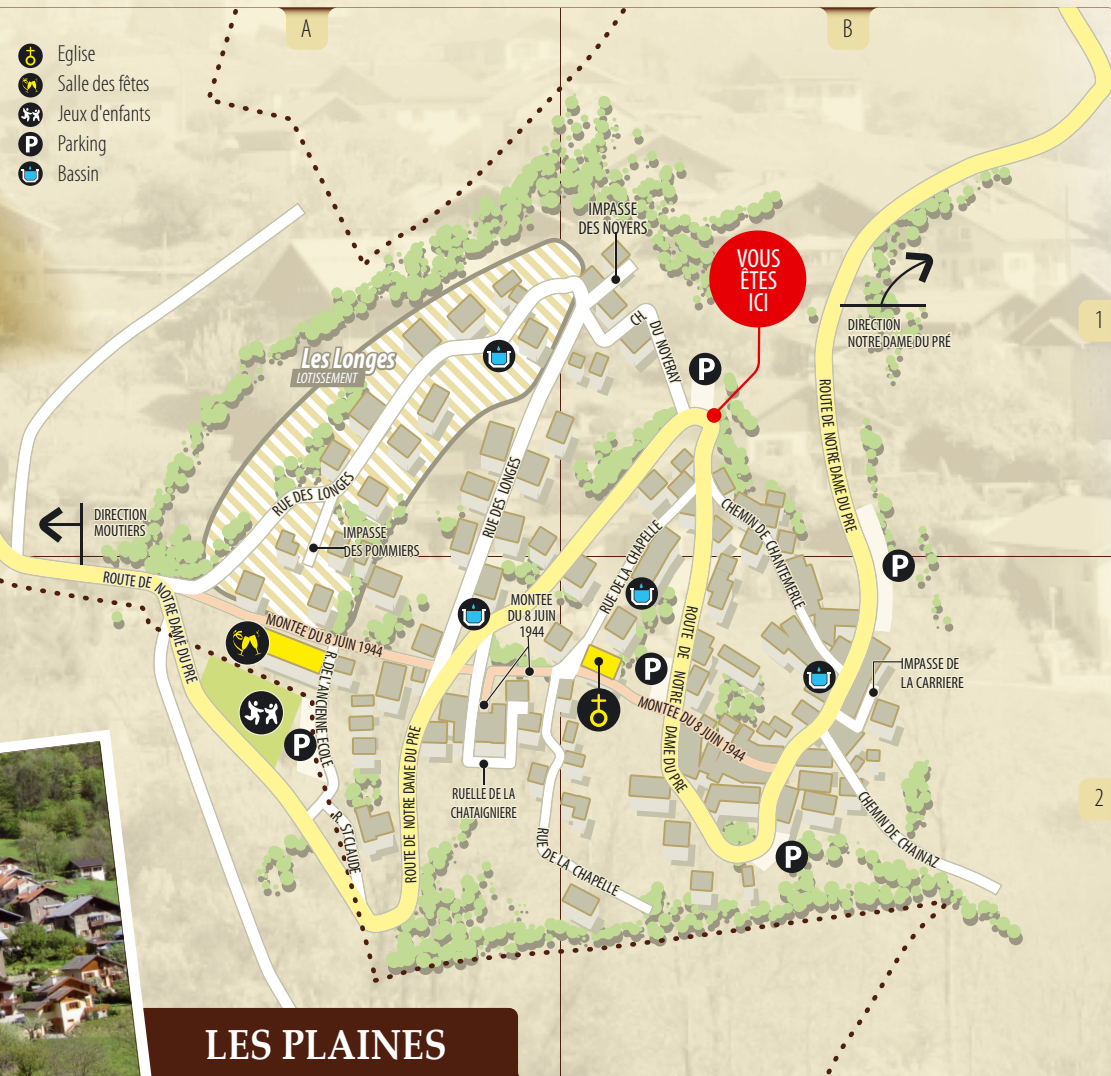 A
B
Eglise
Salle des fêtes
Jeux d'enfants
P Parking
Bassin
IMPASSE
DES NOYERS
VOUS
ÊTES
ICI
1
DIRECTION
NOTRE DAME DU PRÉ
CH. DU NOYERAY
P
Les Longes
LOTISSEMENT
ROUTE DE NOTRE DAME DU PRE
RUE DES LONGES
RUE DES LONGES
DIRECTION
MOUTIERS
IMPASSE
DES POMMIERS
CHEMIN DE CHANTEMERLE
RUE DE LA CHAPELLE
P
ROUTE DE NOTRE DAME DU PRE
MONTEE
DU 8 JUIN
1944
MONTEE DU 8 JUIN 1944
ROUTE DE NOTRE DAME DU PRE
P
IMPASSE DE
LA CARRIERE
R. DE L'ANCIENNE ECOLE
MONTEE DU 8 JUIN 1944
P
ROUTE DE NOTRE DAME DU PRE
RUELLE DE LA
CHATAIGNIERE
2
R. ST CLAUDE
CHEMIN DE CHAINAZ
RUE DE LA CHAPELLE
P
LES PLAINES